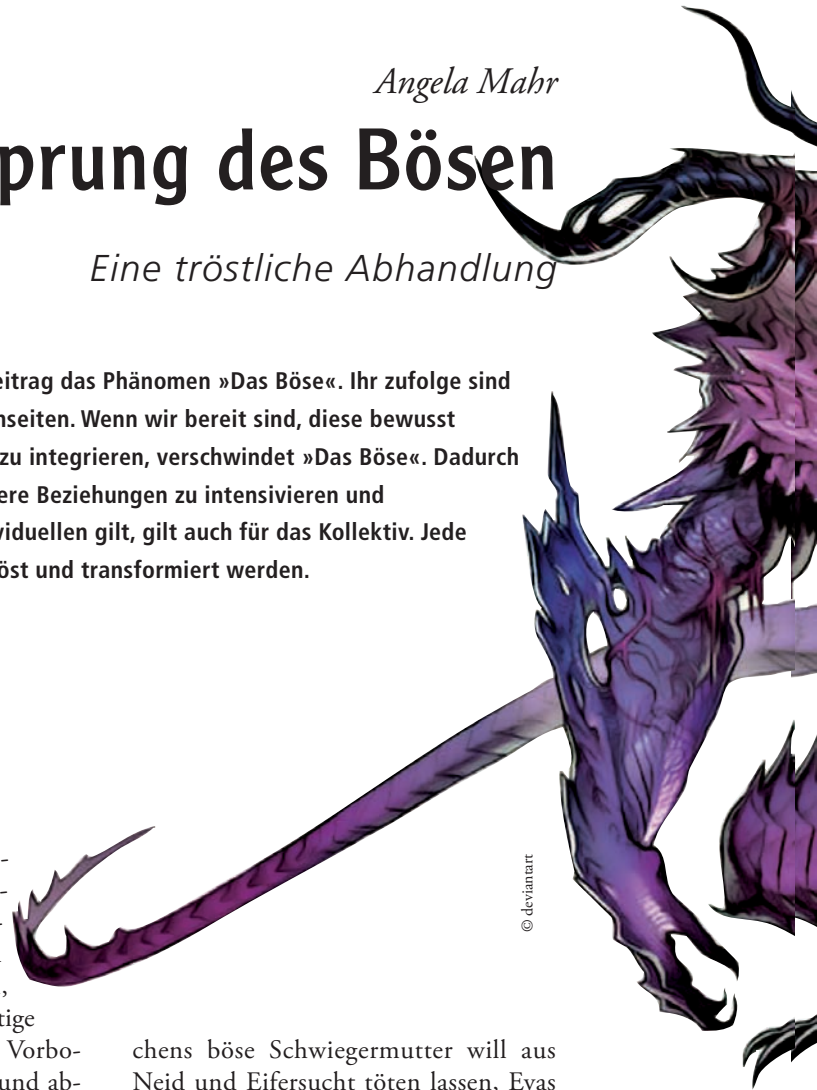 Angela Mahr
prung des Bösen
Eine tröstliche Abhandlung
eitrag das Phänomen »Das Böse«. Ihr zufolge sind
nseiten. Wenn wir bereit sind, diese bewusst
zu integrieren, verschwindet »Das Böse«. Dadurch
ere Beziehungen zu intensivieren und
viduellen gilt, gilt auch für das Kollektiv. Jede
öst und transformiert werden.
© deviantart
-
-
-
,
tige
Vorbo-
und ab-
chens böse Schwiegermutter will aus
Neid und Eifersucht töten lassen, Evas